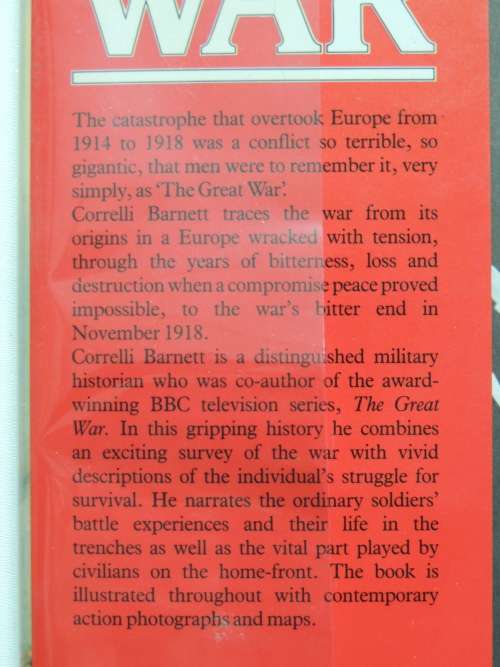 WAR
The catastrophe that overtook Europe from
1914 to 1918 was a conflict so terrible, so
gigantic, that men were to remember it, very
simply, as ‘The Great War’.
Correlli Barnett traces the war from its
origins in a Europe wracked with tension,
through the years of bitterness, loss and
destruction when a compromise peace proved
impossible, to the war's bitter end in
November 1918.
Correlli Barnett is a distinguished military
historian who was co-author of the award-
winning BBC television series, The Great
War. In this gripping history he combines
an exciting survey of the war with vivid
descriptions of the individual's struggle for
survival. He narrates the ordinary soldiers'
battle experiences and their life in the
trenches as well as the vital part played by
civilians on the home-front. The book is
illustrated throughout with contemporary
action photographs and maps.